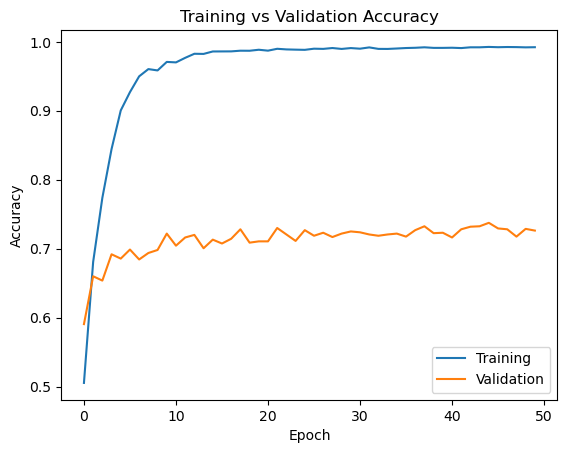 Training vs Validation Accuracy
1.0
0.9
0.8
0.7
0.6
0.5
Accuracy
Training
Validation
0 10 20 30 40 50
Epoch